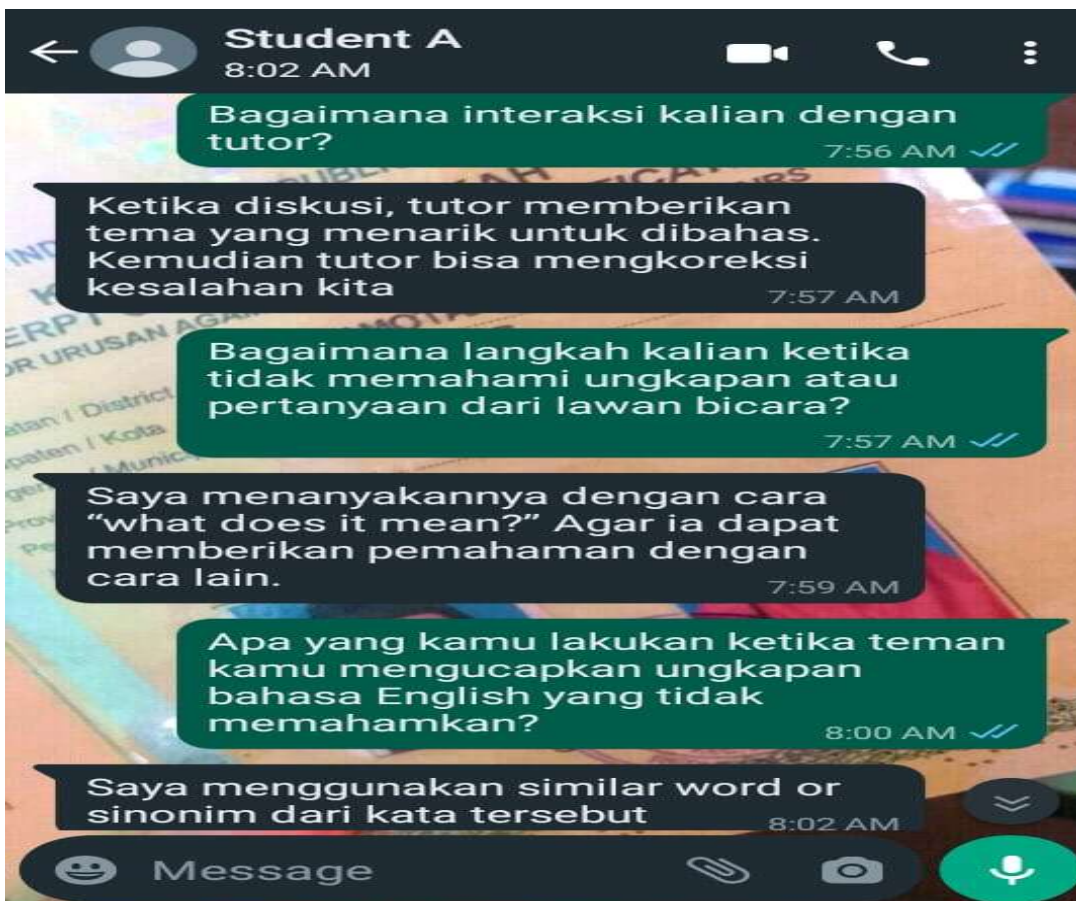 Student A
8:02 AM
Bagaimana interaksi kalian dengan
tutor?
7:56 AM
Ketika diskusi, tutor memberikan
tema yang menarik untuk dibahas.
Kemudian tutor bisa mengkoreksi
kesalahan kita
7:57 AM
Bagaimana langkah kalian ketika
tidak memahami ungkapan atau
pertanyaan dari lawan bicara?
7:57 AM
Saya menanyakannya dengan cara
“what does it mean?” Agar ia dapat
memberikan pemahaman dengan
cara lain.
7:59 AM
Apa yang kamu lakukan ketika teman
kamu mengucapkan ungkapan
bahasa English yang tidak
memahamkan?
8:00 AM
Saya menggunakan similar word or
sinonim dari kata tersebut
8:02 AM
Message